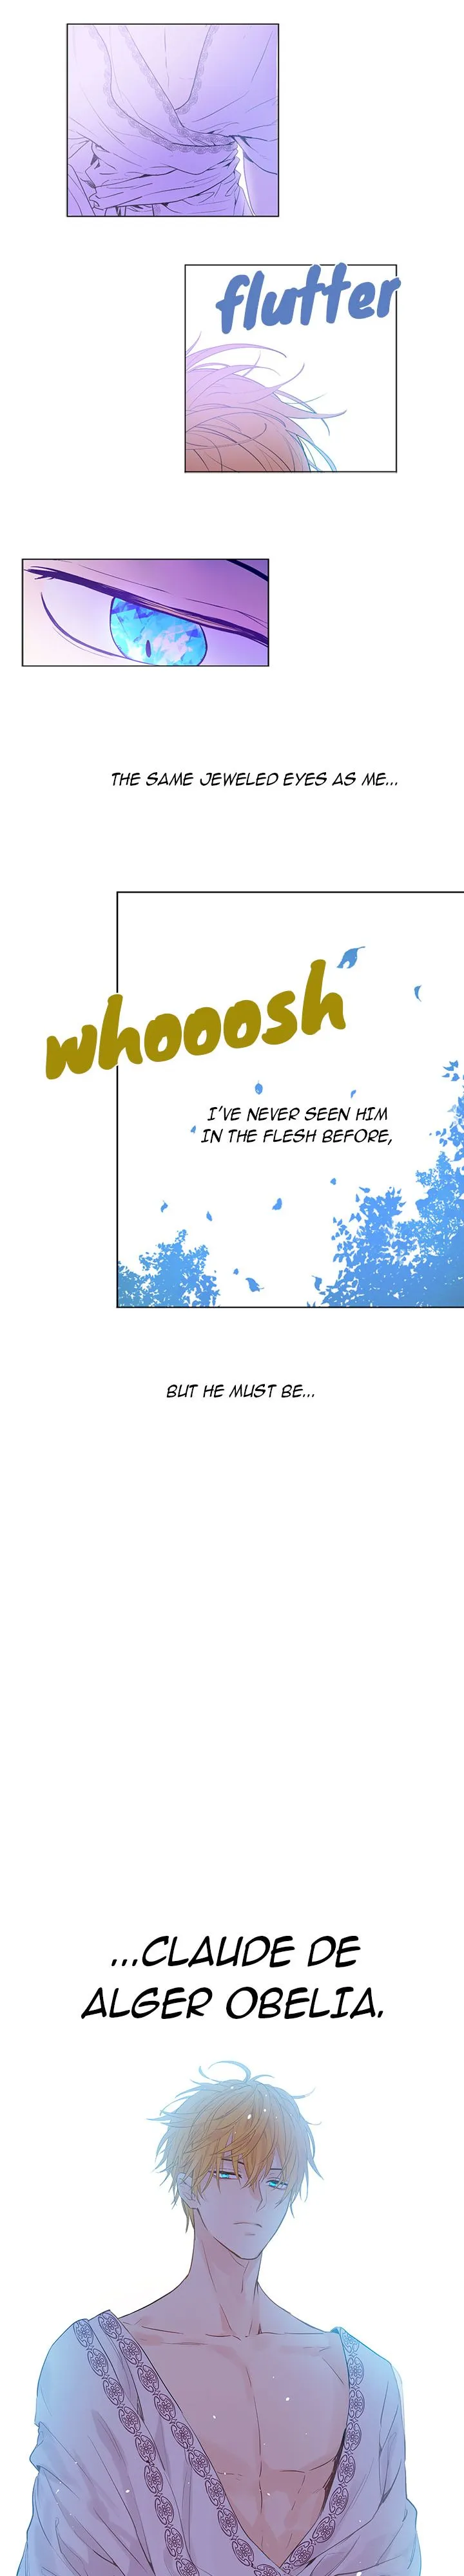 flutter
THE SAME JEWELED EYES AS ME...
whooosh
I'VE NEVER SEEN HIM
IN THE FLESH BEFORE,
BUT HE MUST BE...
...CLAUDE DE
ALGER OBELIA.